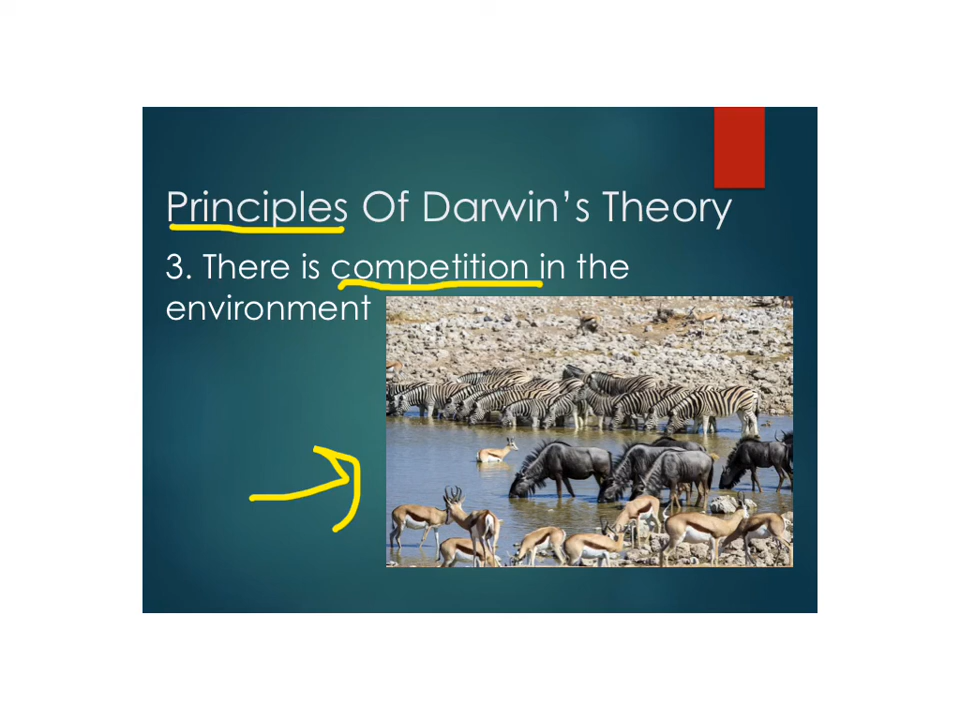 Principles Of Darwin’s Theory
3. There is competition in the
environment